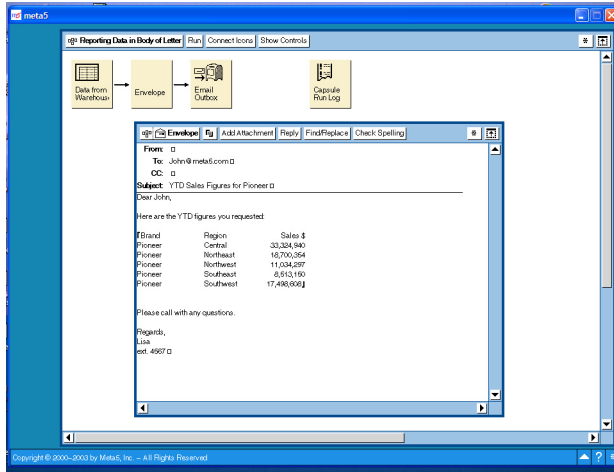 meta5
Reporting Data in Body of Letter Run Connect Icons Show Controls
Data from
Warehous
Envelope
Email
Outbox
Capsule
Run Log
Envelope Add Attachment Reply Find/Replace Check Spelling
From:
To: John@meta5.com
CC:
Subject: YTD Sales Figures for Pioneer
Dear John,
Here are the YTD figures you requested:
Brand Region Sales $
Pioneer Central 33,324,940
Pioneer Northeast 18,700,354
Pioneer Northwest 11,034,297
Pioneer Southeast 8,513,150
Pioneer Southwest 17,498,608
Please call with any questions.
Regards,
Lisa
ext. 4567
Copyright © 2000–2003 by Meta5, Inc. – All Rights Reserved